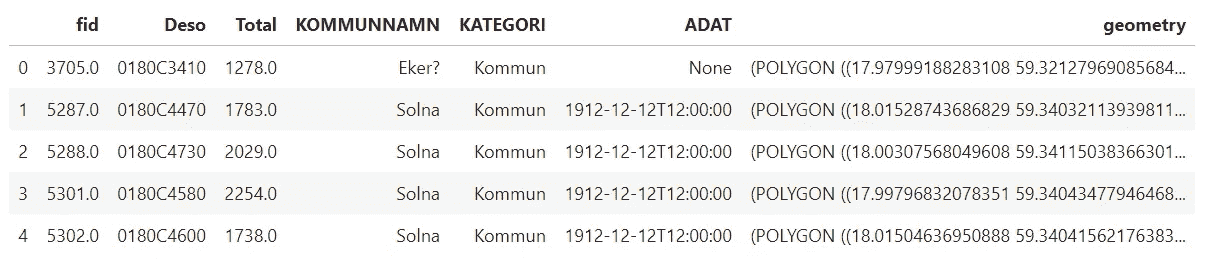 fid Deso Total KOMMUNNAMN KATEGORI ADAT geometry
0 3705.0 0180C3410 1278.0 Eker? Kommun None (POLYGON ((17.97999188283108 59.32127969085684...
1 5287.0 0180C4470 1783.0 Solna Kommun 1912-12-12T12:00:00 (POLYGON ((18.01528743686829 59.34032113939811...
2 5288.0 0180C4730 2029.0 Solna Kommun 1912-12-12T12:00:00 (POLYGON ((18.00307568049608 59.34115038366301...
3 5301.0 0180C4580 2254.0 Solna Kommun 1912-12-12T12:00:00 (POLYGON ((17.99796832078351 59.34043477946468...
4 5302.0 0180C4600 1738.0 Solna Kommun 1912-12-12T12:00:00 (POLYGON ((18.01504636950888 59.34041562176383...